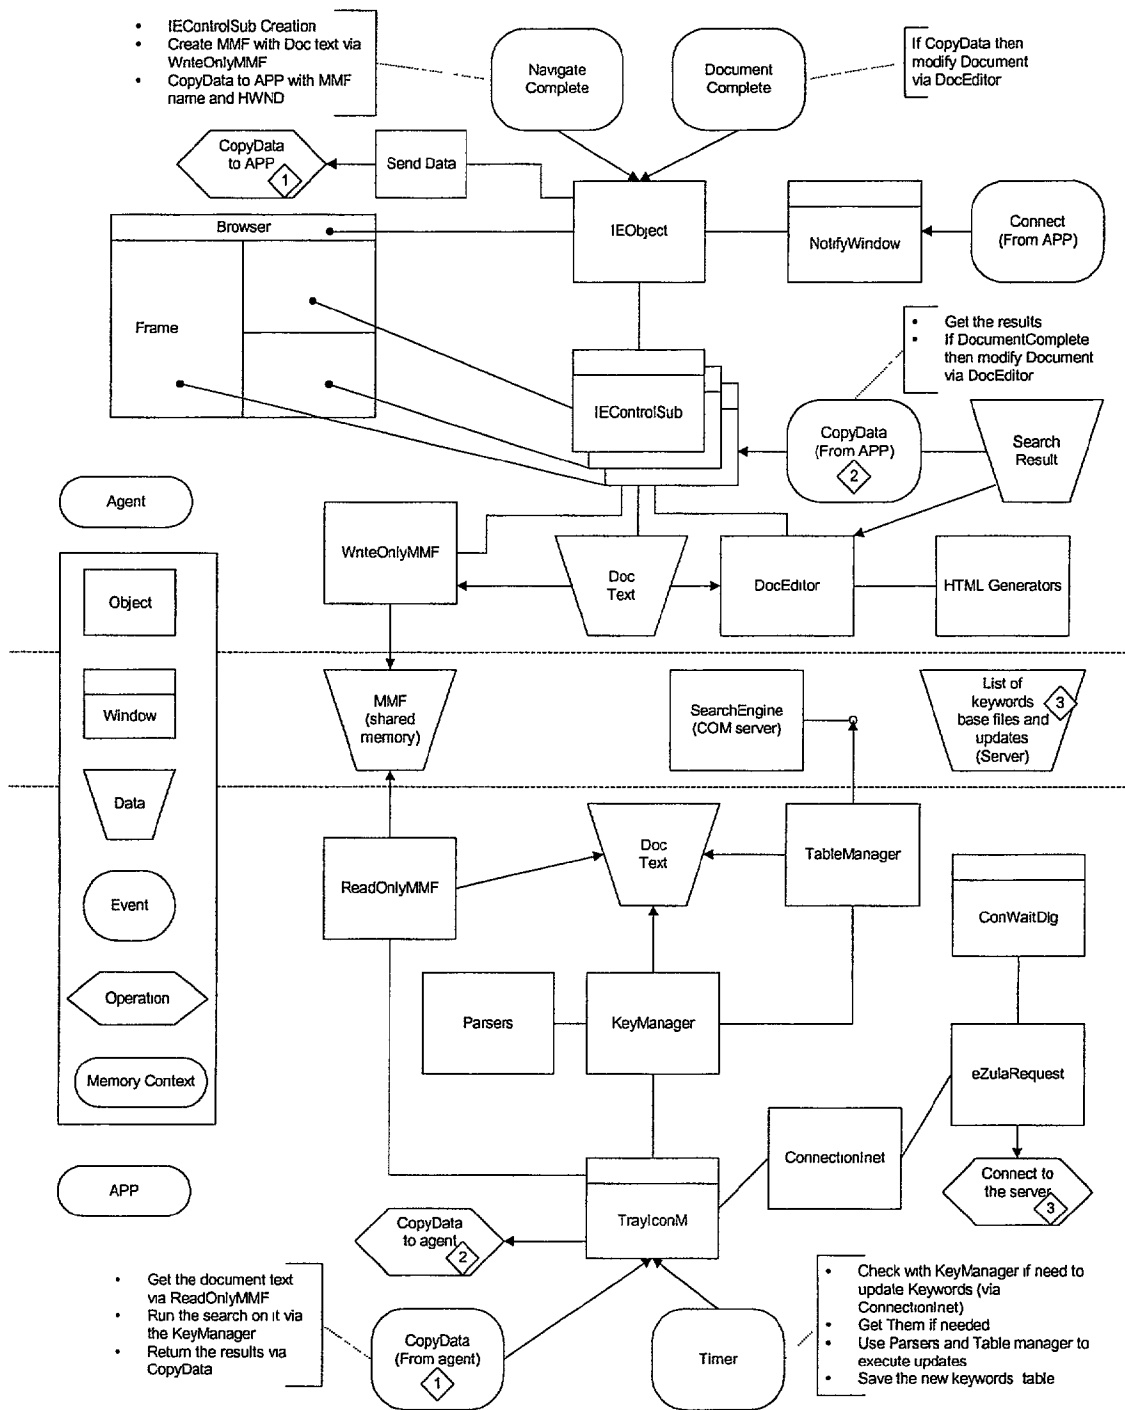 • IEControlSub Creation
• Create MMF with Doc text via
WriteOnlyMMF
• CopyData to APP with MMF
name and HWND
Navigate
Complete
Document
Complete
If CopyData then
modify Document
via DocEditor
CopyData
to APP
1
Send Data
IEObject
NotifyWindow
Connect
(From APP)
Browser
Frame
• Get the results
• If DocumentComplete
then modify Document
via DocEditor
IEControlSub
CopyData
(From APP)
2
Search
Result
Agent
WriteOnlyMMF
Doc
Text
DocEditor
HTML Generators
Object
Window
Data
Event
Operation
Memory Context
MMF
(shared
memory)
SearchEngine
(COM server)
List of
keywords
base files and
updates
(Server)
3
ReadOnlyMMF
Doc
Text
TableManager
ConWaitDlg
Parsers
KeyManager
eZulaRequest
ConnectionInet
APP
TrayIconM
Connect to
the server
3
CopyData
to agent
2
• Get the document text
via ReadOnlyMMF
• Run the search on it via
the KeyManager
• Return the results via
CopyData
CopyData
(From agent)
1
Timer
• Check with KeyManager if need to
update Keywords (via
ConnectionInet)
• Get Them if needed
• Use Parsers and Table manager to
execute updates
• Save the new keywords table